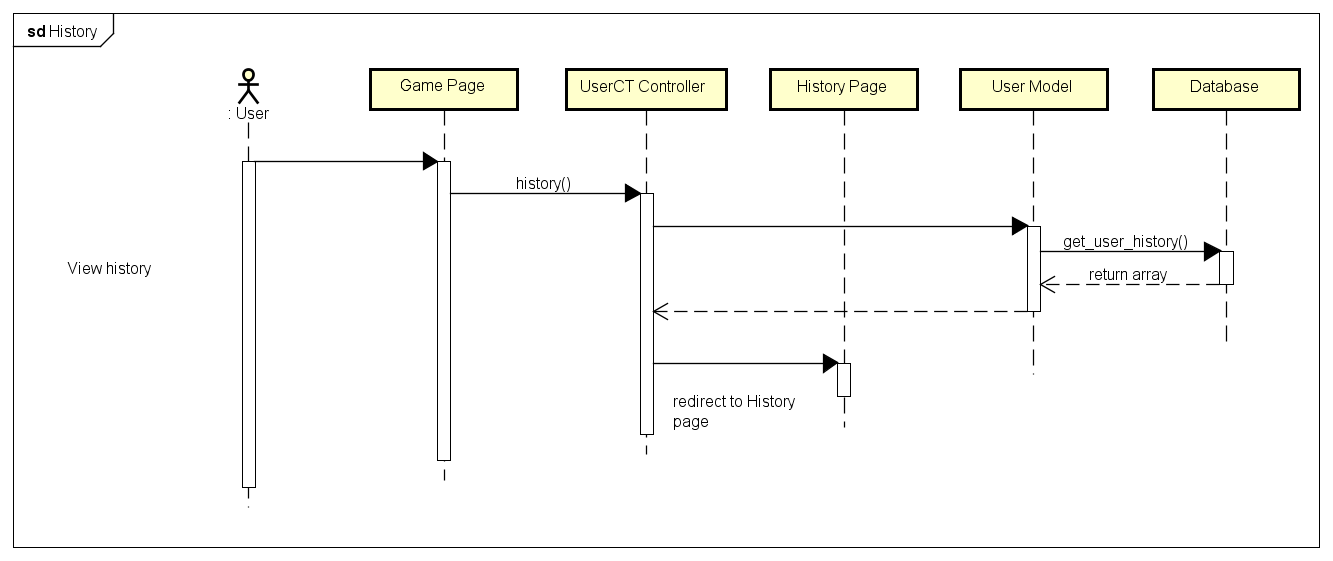 sd History
: User
Game Page
UserCT Controller
History Page
User Model
Database
history()
get_user_history()
View history
return array
redirect to History
page